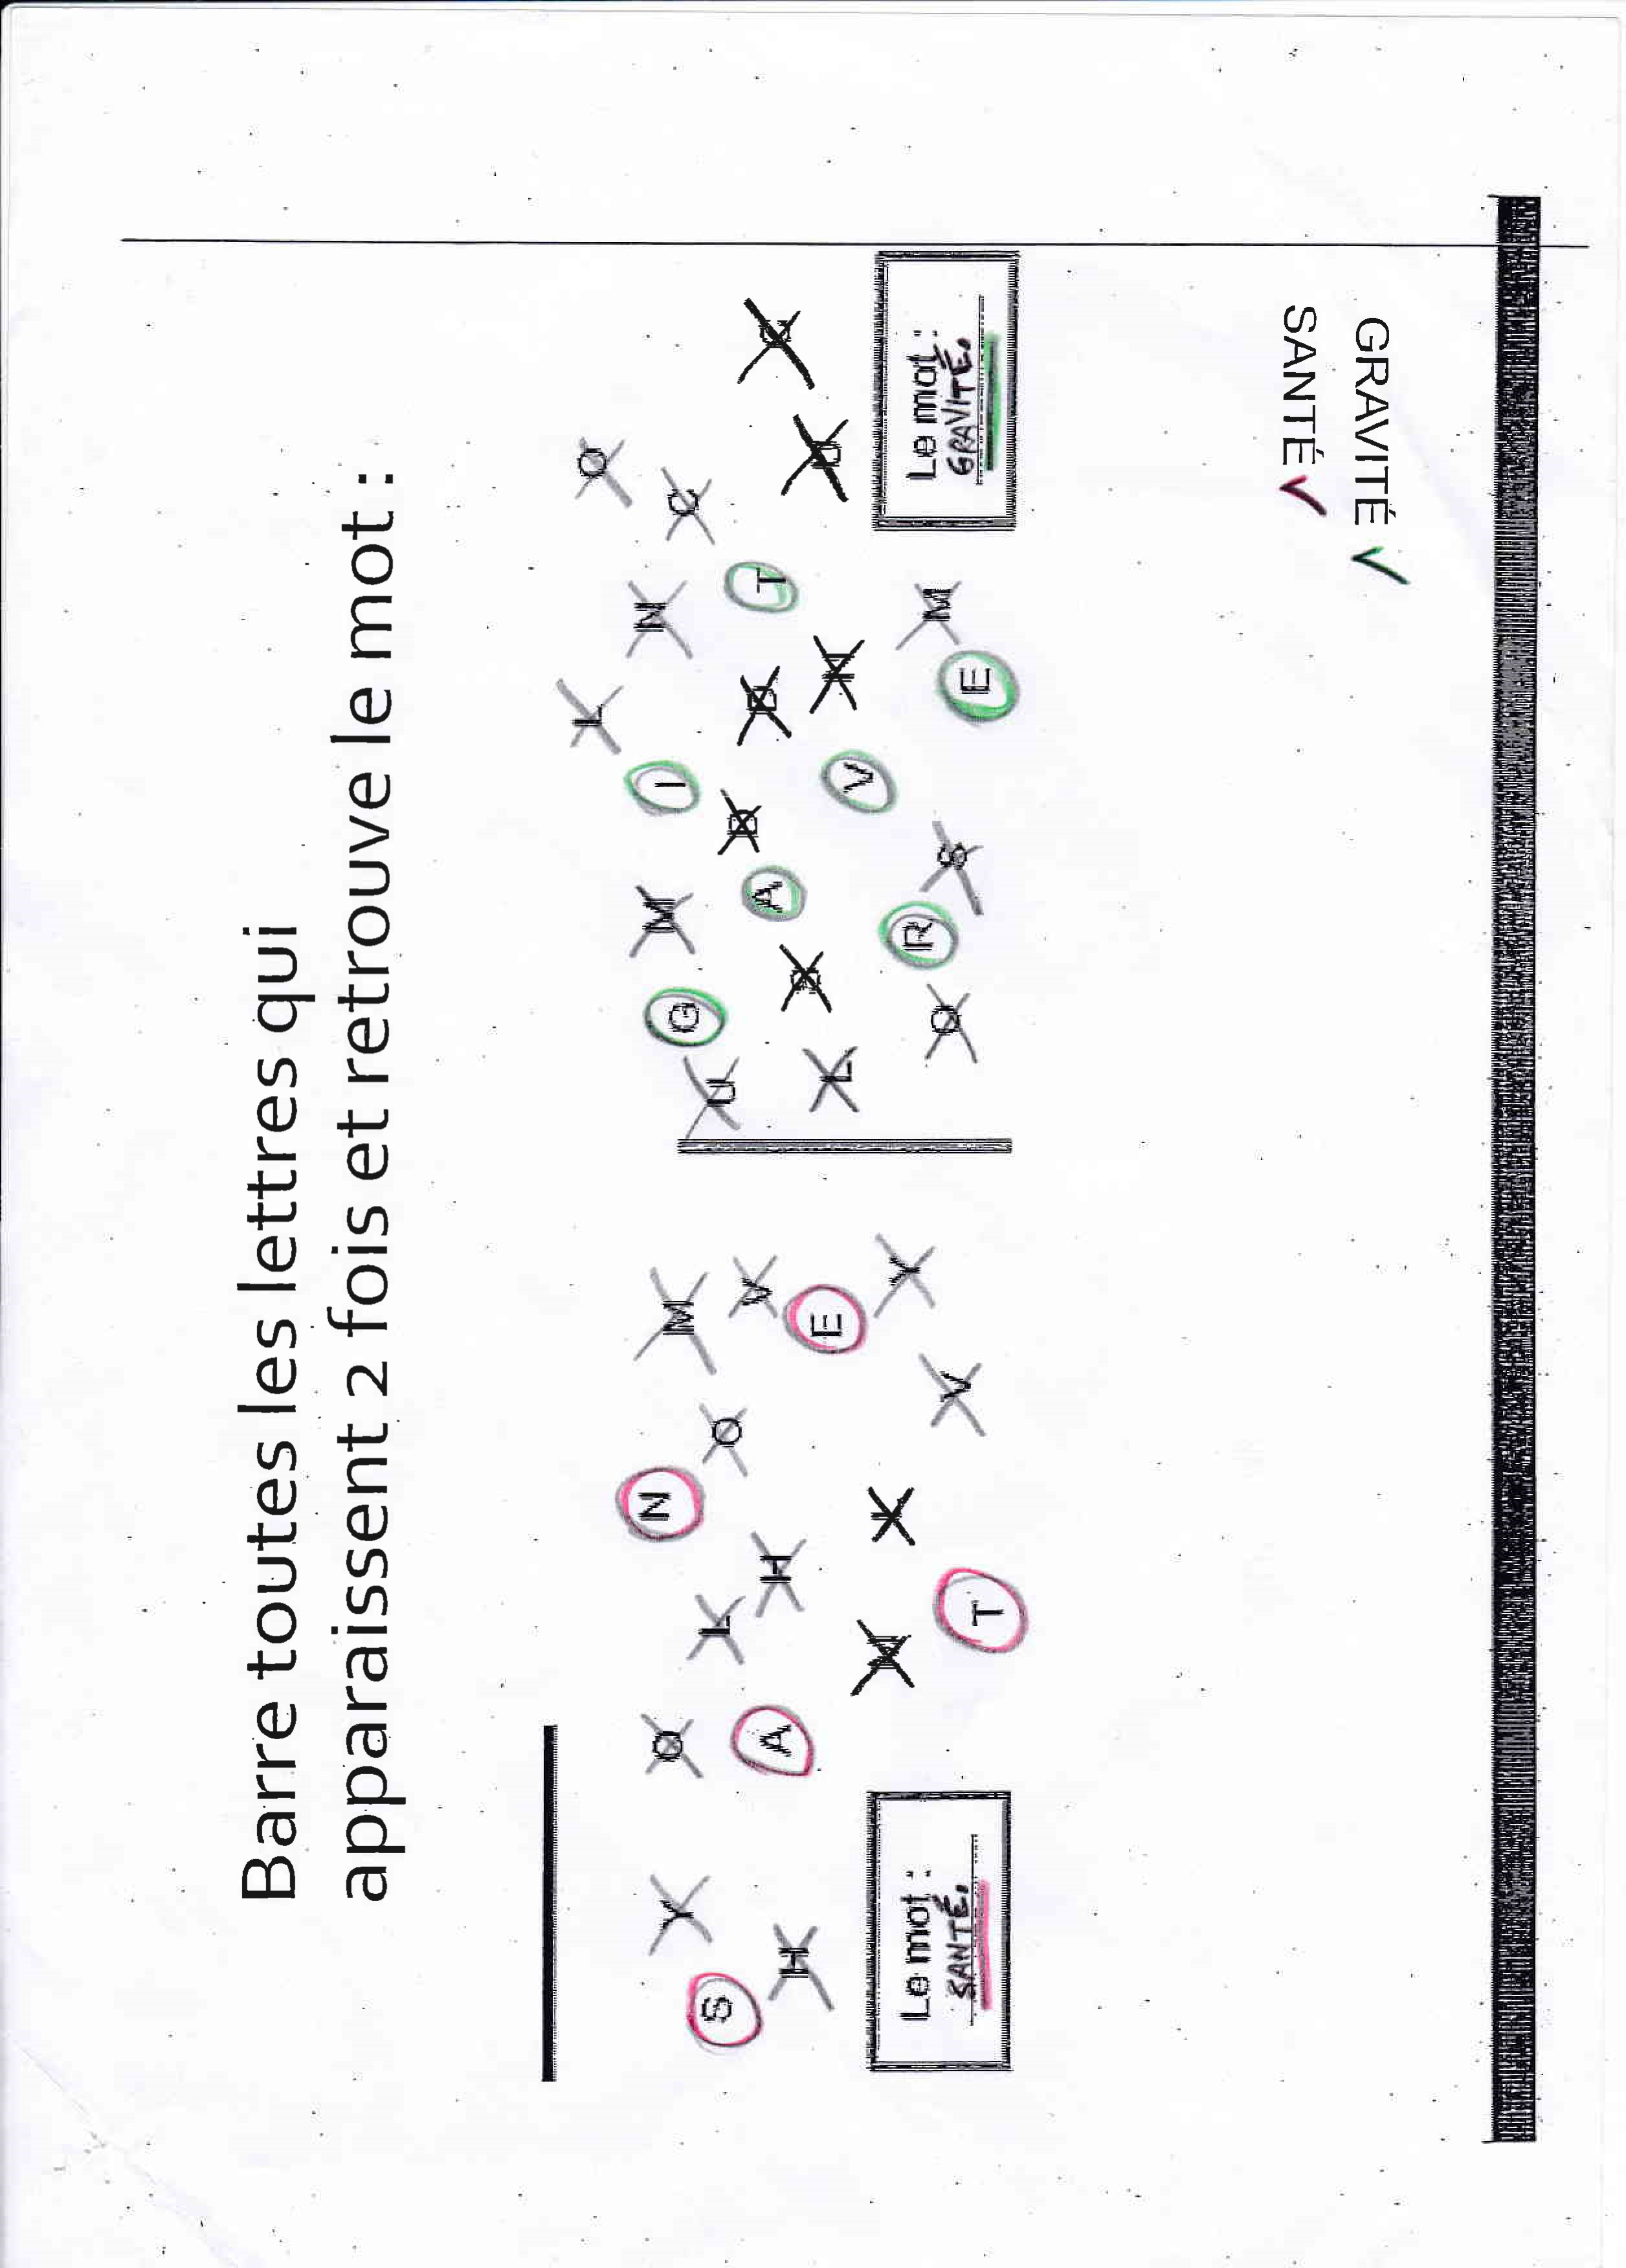 Barre toutes les lettres qui
apparaissent 2 fois et retrouve le mot :
Y
O
N
M
S
L
O
V
H
A
H
E
Y
V
T
Le mot :
SANTÉ.
L
N
O
U
G
M
I
C
A
T
L
V
M
O
R
S
E
Le mot :
GRAVITÉ.
GRAVITÉ
SANTÉ